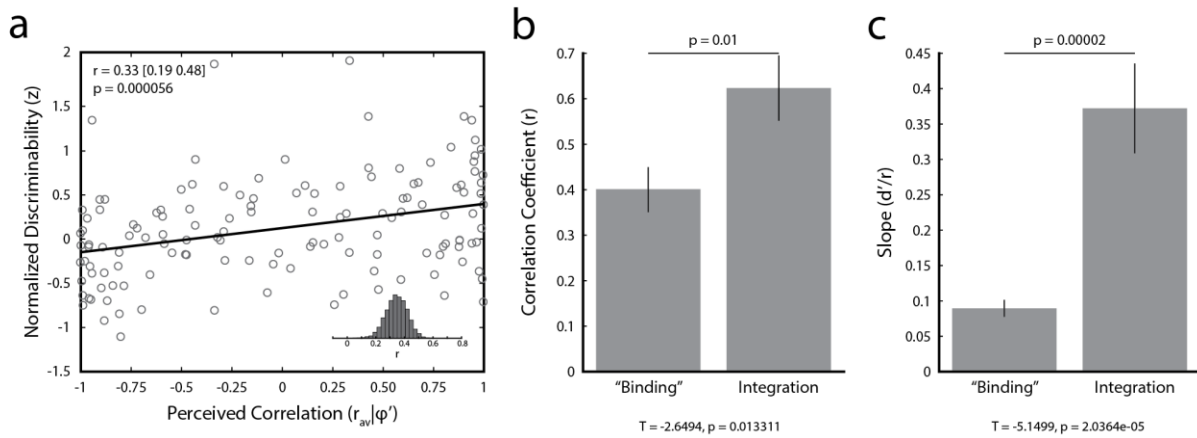 a
2
1.5
1
0.5
0
-0.5
-1
-1.5
Normalized Discriminability (z)
r = 0.33 [0.19 0.48]
p = 0.000056
0 0.2 0.4 0.6 0.8
r
-1 -0.75 -0.5 -0.25 0 0.25 0.5 0.75 1
Perceived Correlation (r_av|φ')
b
p = 0.01
0.7
0.6
0.5
0.4
0.3
0.2
0.1
0
Correlation Coefficient (r)
“Binding” Integration
T = -2.6494, p = 0.013311
c
p = 0.00002
0.45
0.4
0.35
0.3
0.25
0.2
0.15
0.1
0.05
0
Slope (d'/r)
“Binding” Integration
T = -5.1499, p = 2.0364e-05